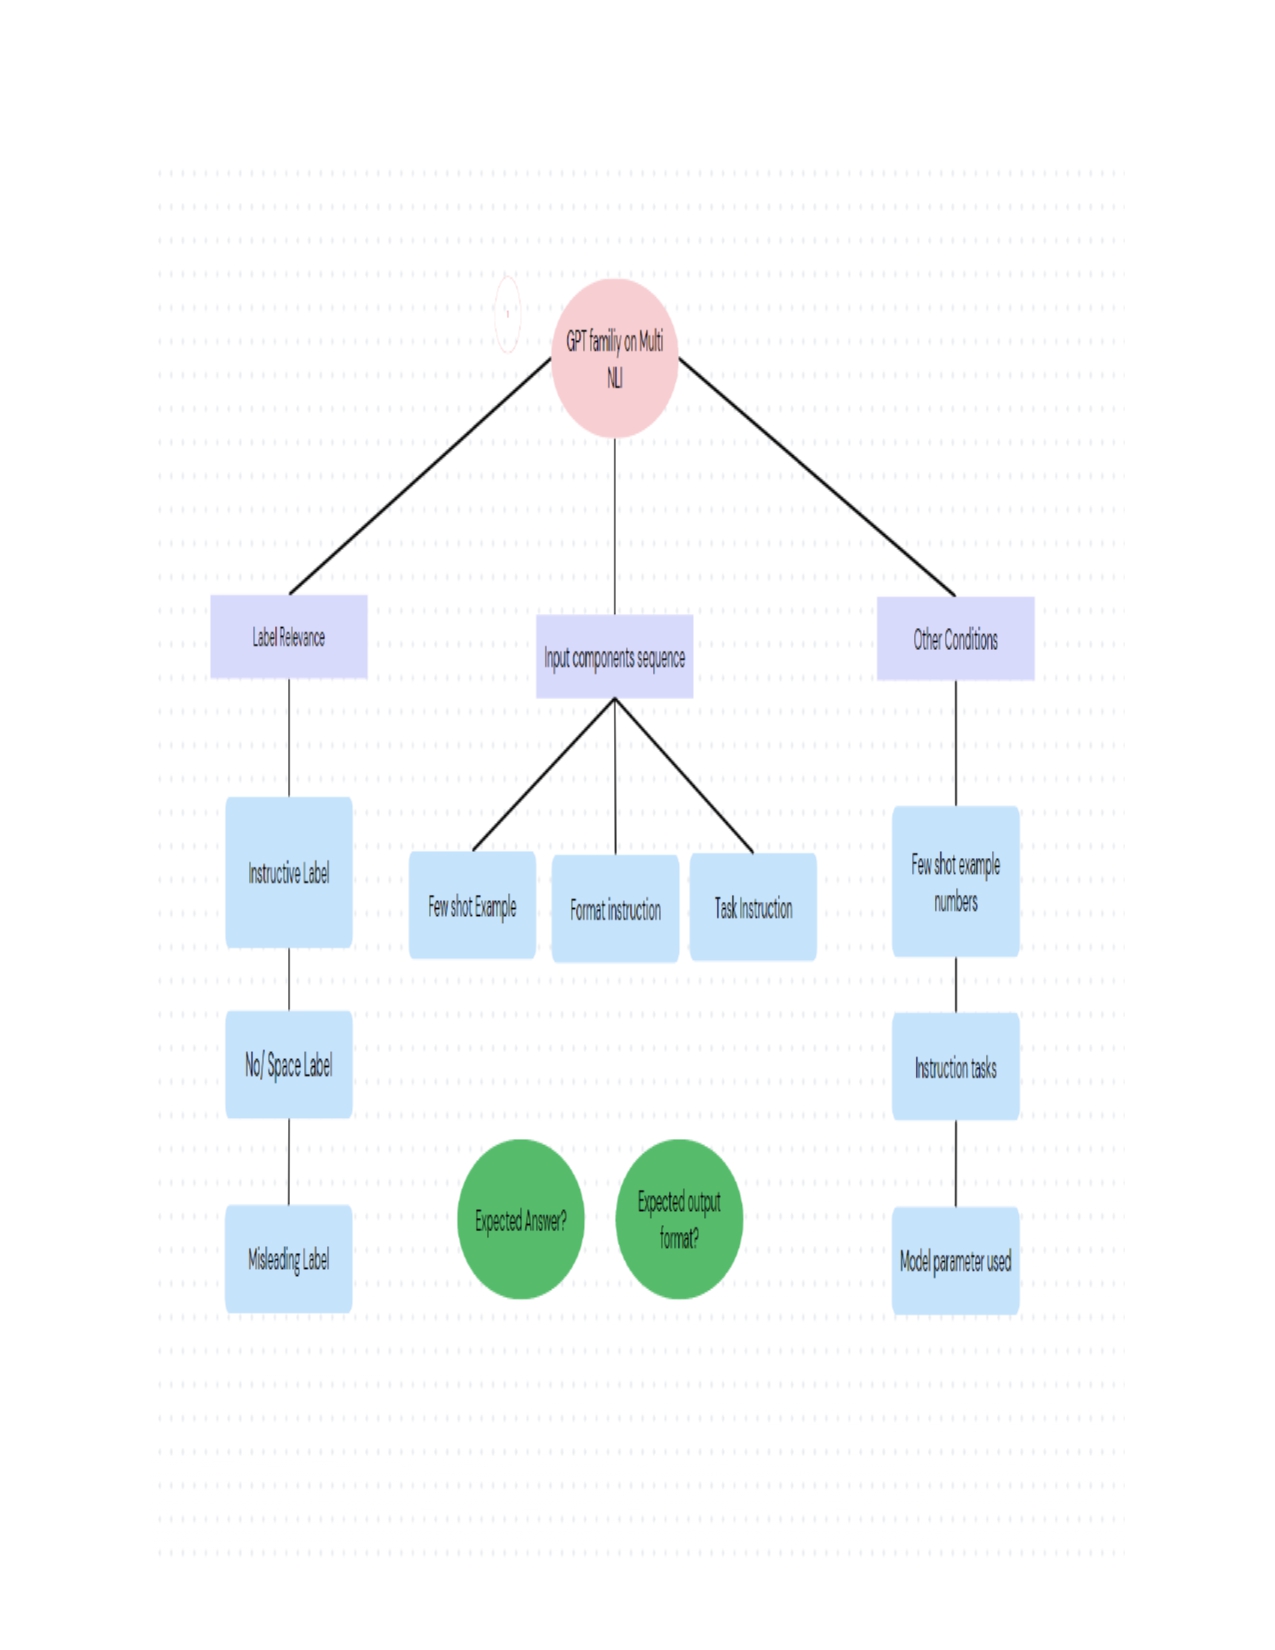 GPT familiy on Multi
NLI
Label Relevance
Input components sequence
Other Conditions
Instructive Label
Few shot Example
Format instruction
Task Instruction
Few shot example
numbers
No/ Space Label
Instruction tasks
Expected Answer?
Expected output
format?
Misleading Label
Model parameter used